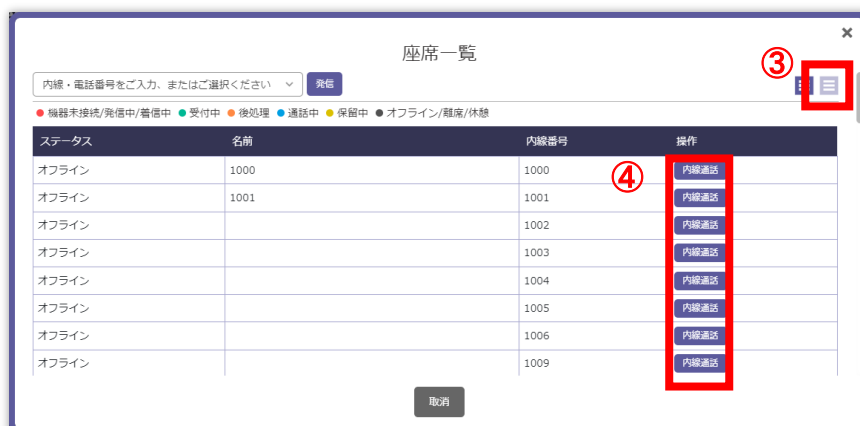 ×
座席一覧
③
内線・電話番号をご入力、またはご選択ください 発信
機器未接続/発信中/着信中 受付中 後処理 通話中 保留中 オフライン/離席/休憩
ステータス 名前 内線番号 操作
オフライン 1000 1000 内線通話
④
オフライン 1001 1001 内線通話
オフライン 1002 内線通話
オフライン 1003 内線通話
オフライン 1004 内線通話
オフライン 1005 内線通話
オフライン 1006 内線通話
オフライン 1009 内線通話
取消